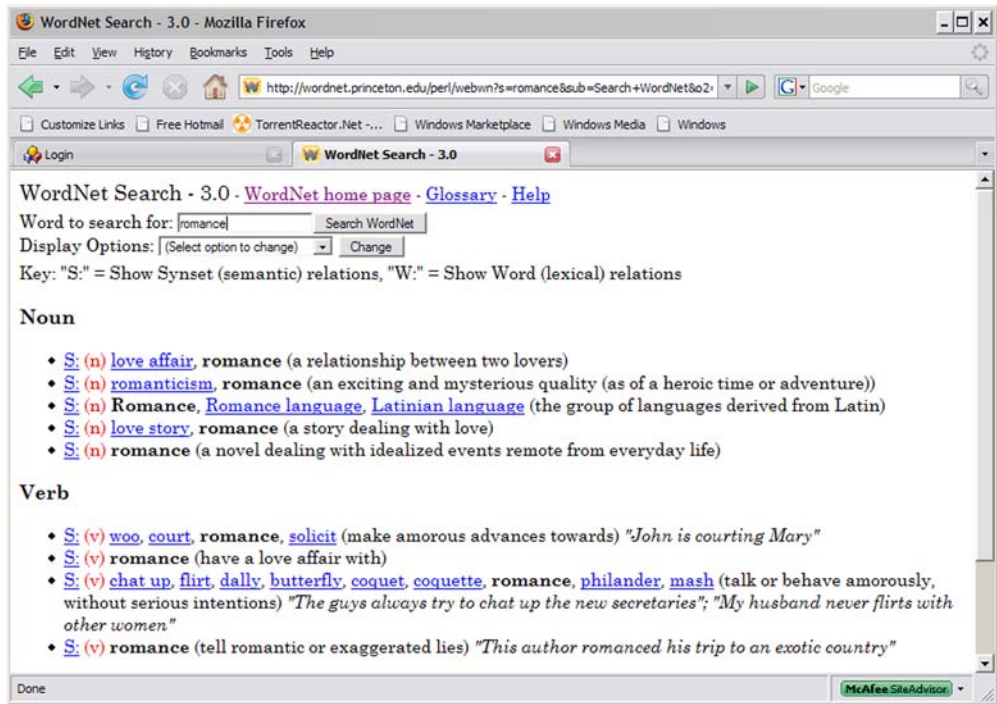 WordNet Search - 3.0 - Mozilla Firefox
File Edit View History Bookmarks Tools Help
http://wordnet.princeton.edu/perl/webwn?s=romance&sub=Search+WordNet&o2 G Google
Customize Links Free Hotmail TorrentReactor.Net -... Windows Marketplace Windows Media Windows
Login W WordNet Search - 3.0
WordNet Search - 3.0 - WordNet home page - Glossary - Help
Word to search for: romance Search WordNet
Display Options: (Select option to change) Change
Key: "S:" = Show Synset (semantic) relations, "W:" = Show Word (lexical) relations
Noun
• S: (n) love affair, romance (a relationship between two lovers)
• S: (n) romanticism, romance (an exciting and mysterious quality (as of a heroic time or adventure))
• S: (n) Romance, Romance language, Latinian language (the group of languages derived from Latin)
• S: (n) love story, romance (a story dealing with love)
• S: (n) romance (a novel dealing with idealized events remote from everyday life)
Verb
• S: (v) woo, court, romance, solicit (make amorous advances towards) "John is courting Mary"
• S: (v) romance (have a love affair with)
• S: (v) chat up, flirt, dally, butterfly, coquet, coquette, romance, philander, mash (talk or behave amorously,
without serious intentions) "The guys always try to chat up the new secretaries"; "My husband never flirts with
other women"
• S: (v) romance (tell romantic or exaggerated lies) "This author romanced his trip to an exotic country"
Done McAfee SiteAdvisor